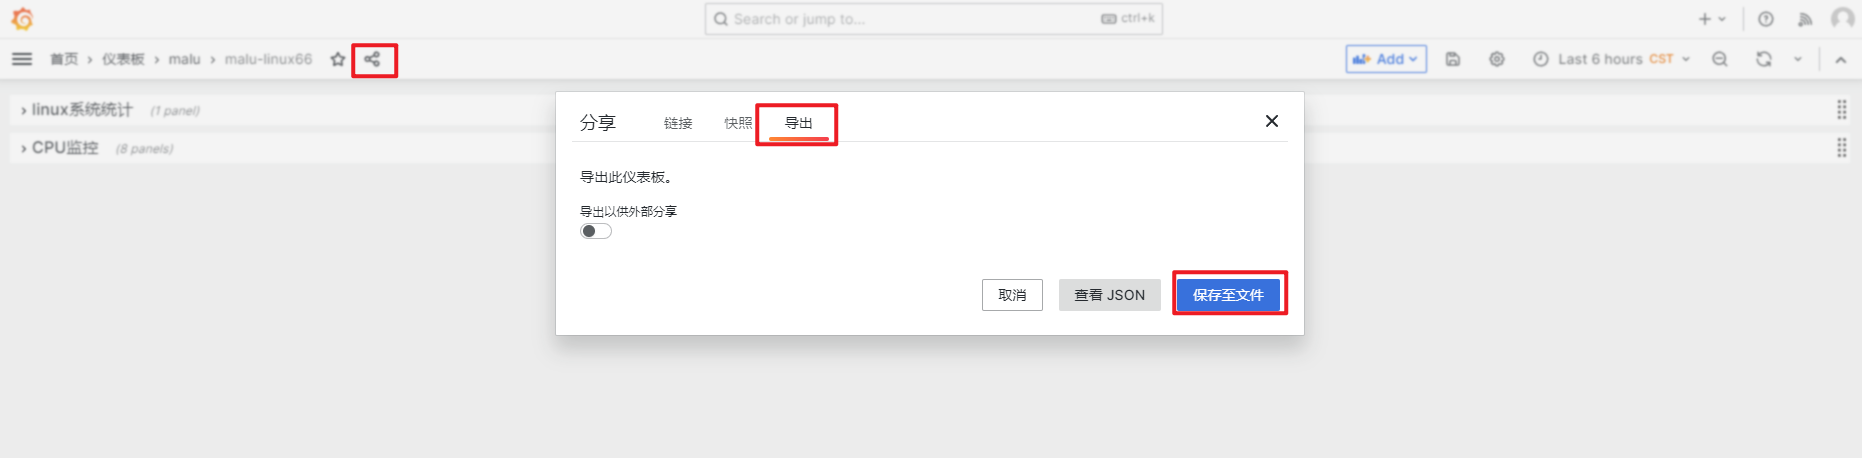 Search or jump to... ctrl+k
首页 › 仪表板 › malu › malu-linux66 Add Last 6 hours CST
linux系统统计 (1 panel)
CPU监控 (8 panels)
分享 链接 快照 导出
导出此仪表板。
导出以供外部分享
取消 查看 JSON 保存至文件